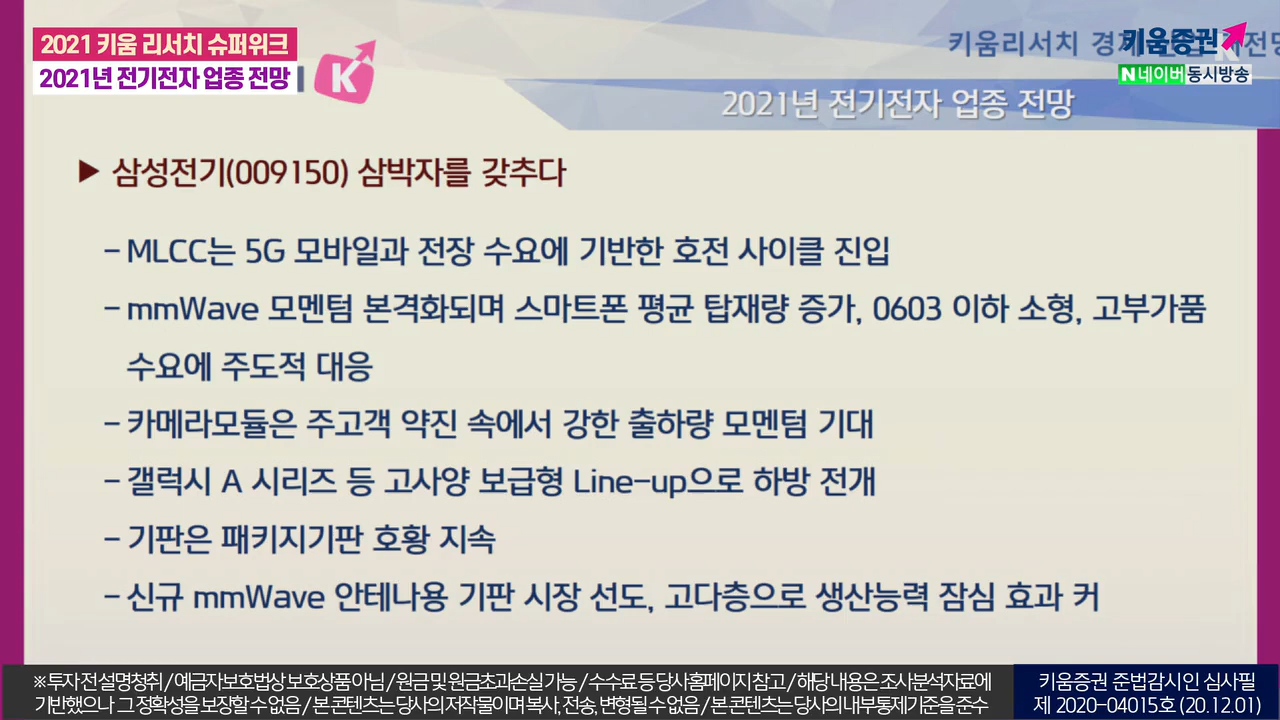 2021 키움 리서치 슈퍼위크
2021년 전기전자 업종 전망
K
키움리서치 경
전망
키움증권
N 네이버 동시방송
2021년 전기전자 업종 전망
▶ 삼성전기(009150) 삼박자를 갖추다
– MLCC는 5G 모바일과 전장 수요에 기반한 호전 사이클 진입
– mmWave 모멘텀 본격화되며 스마트폰 평균 탑재량 증가, 0603 이하 소형, 고부가품
수요에 주도적 대응
– 카메라모듈은 주고객 약진 속에서 강한 출하량 모멘텀 기대
– 갤럭시 A 시리즈 등 고사양 보급형 Line-up으로 하방 전개
– 기판은 패키지기판 호황 지속
– 신규 mmWave 안테나용 기판 시장 선도, 고다층으로 생산능력 잠심 효과 커
※ 투자 전 설명청취 / 예금자보호법상 보호상품 아님 / 원금 및 원금초과손실 가능 / 수수료 등 당사홈페이지 참고 / 해당 내용은 조사분석자료에
기반했으나 그 정확성을 보장할 수 없음 / 본 콘텐츠는 당사의 저작물이며 복사, 전송, 변형될 수 없음 / 본 콘텐츠는 당사의 내부통제기준을 준수
키움증권 준법감시인 심사필
제 2020-04015호 (20.12.01)